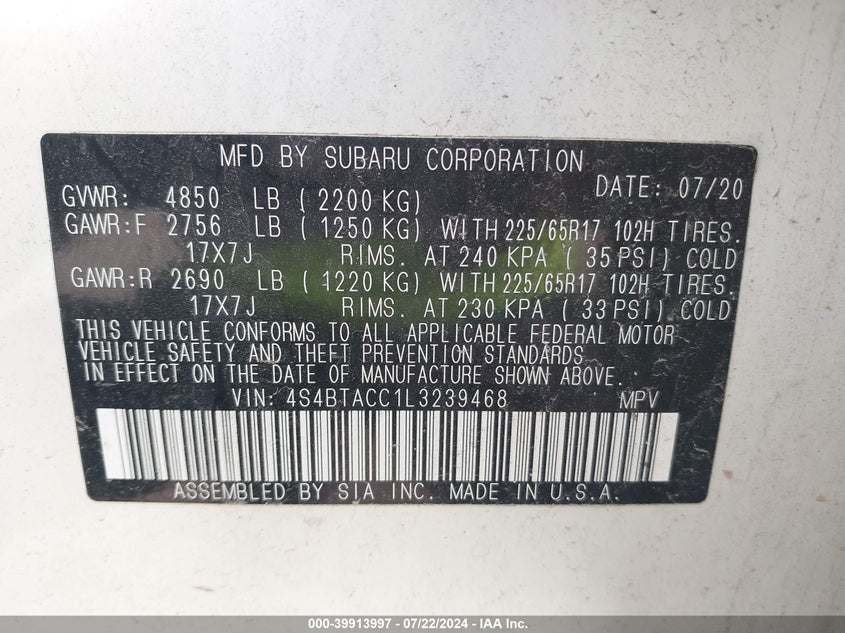 MFD BY SUBARU CORPORATION
DATE: 07/20
GVWR: 4850 LB ( 2200 KG)
GAWR:F 2756 LB ( 1250 KG) WITH 225/65R17 102H TIRES.
17X7J RIMS. AT 240 KPA ( 35 PSI) COLD
GAWR:R 2690 LB ( 1220 KG) WITH 225/65R17 102H TIRES.
17X7J RIMS. AT 230 KPA ( 33 PSI) COLD
THIS VEHICLE CONFORMS TO ALL APPLICABLE FEDERAL MOTOR
VEHICLE SAFETY AND THEFT PREVENTION STANDARDS
IN EFFECT ON THE DATE OF MANUFACTURE SHOWN ABOVE.
VIN: 4S4BTACC1L3239468 MPV
ASSEMBLED BY SIA INC. MADE IN U.S.A.
000-39913997 - 07/22/2024 - IAA Inc.